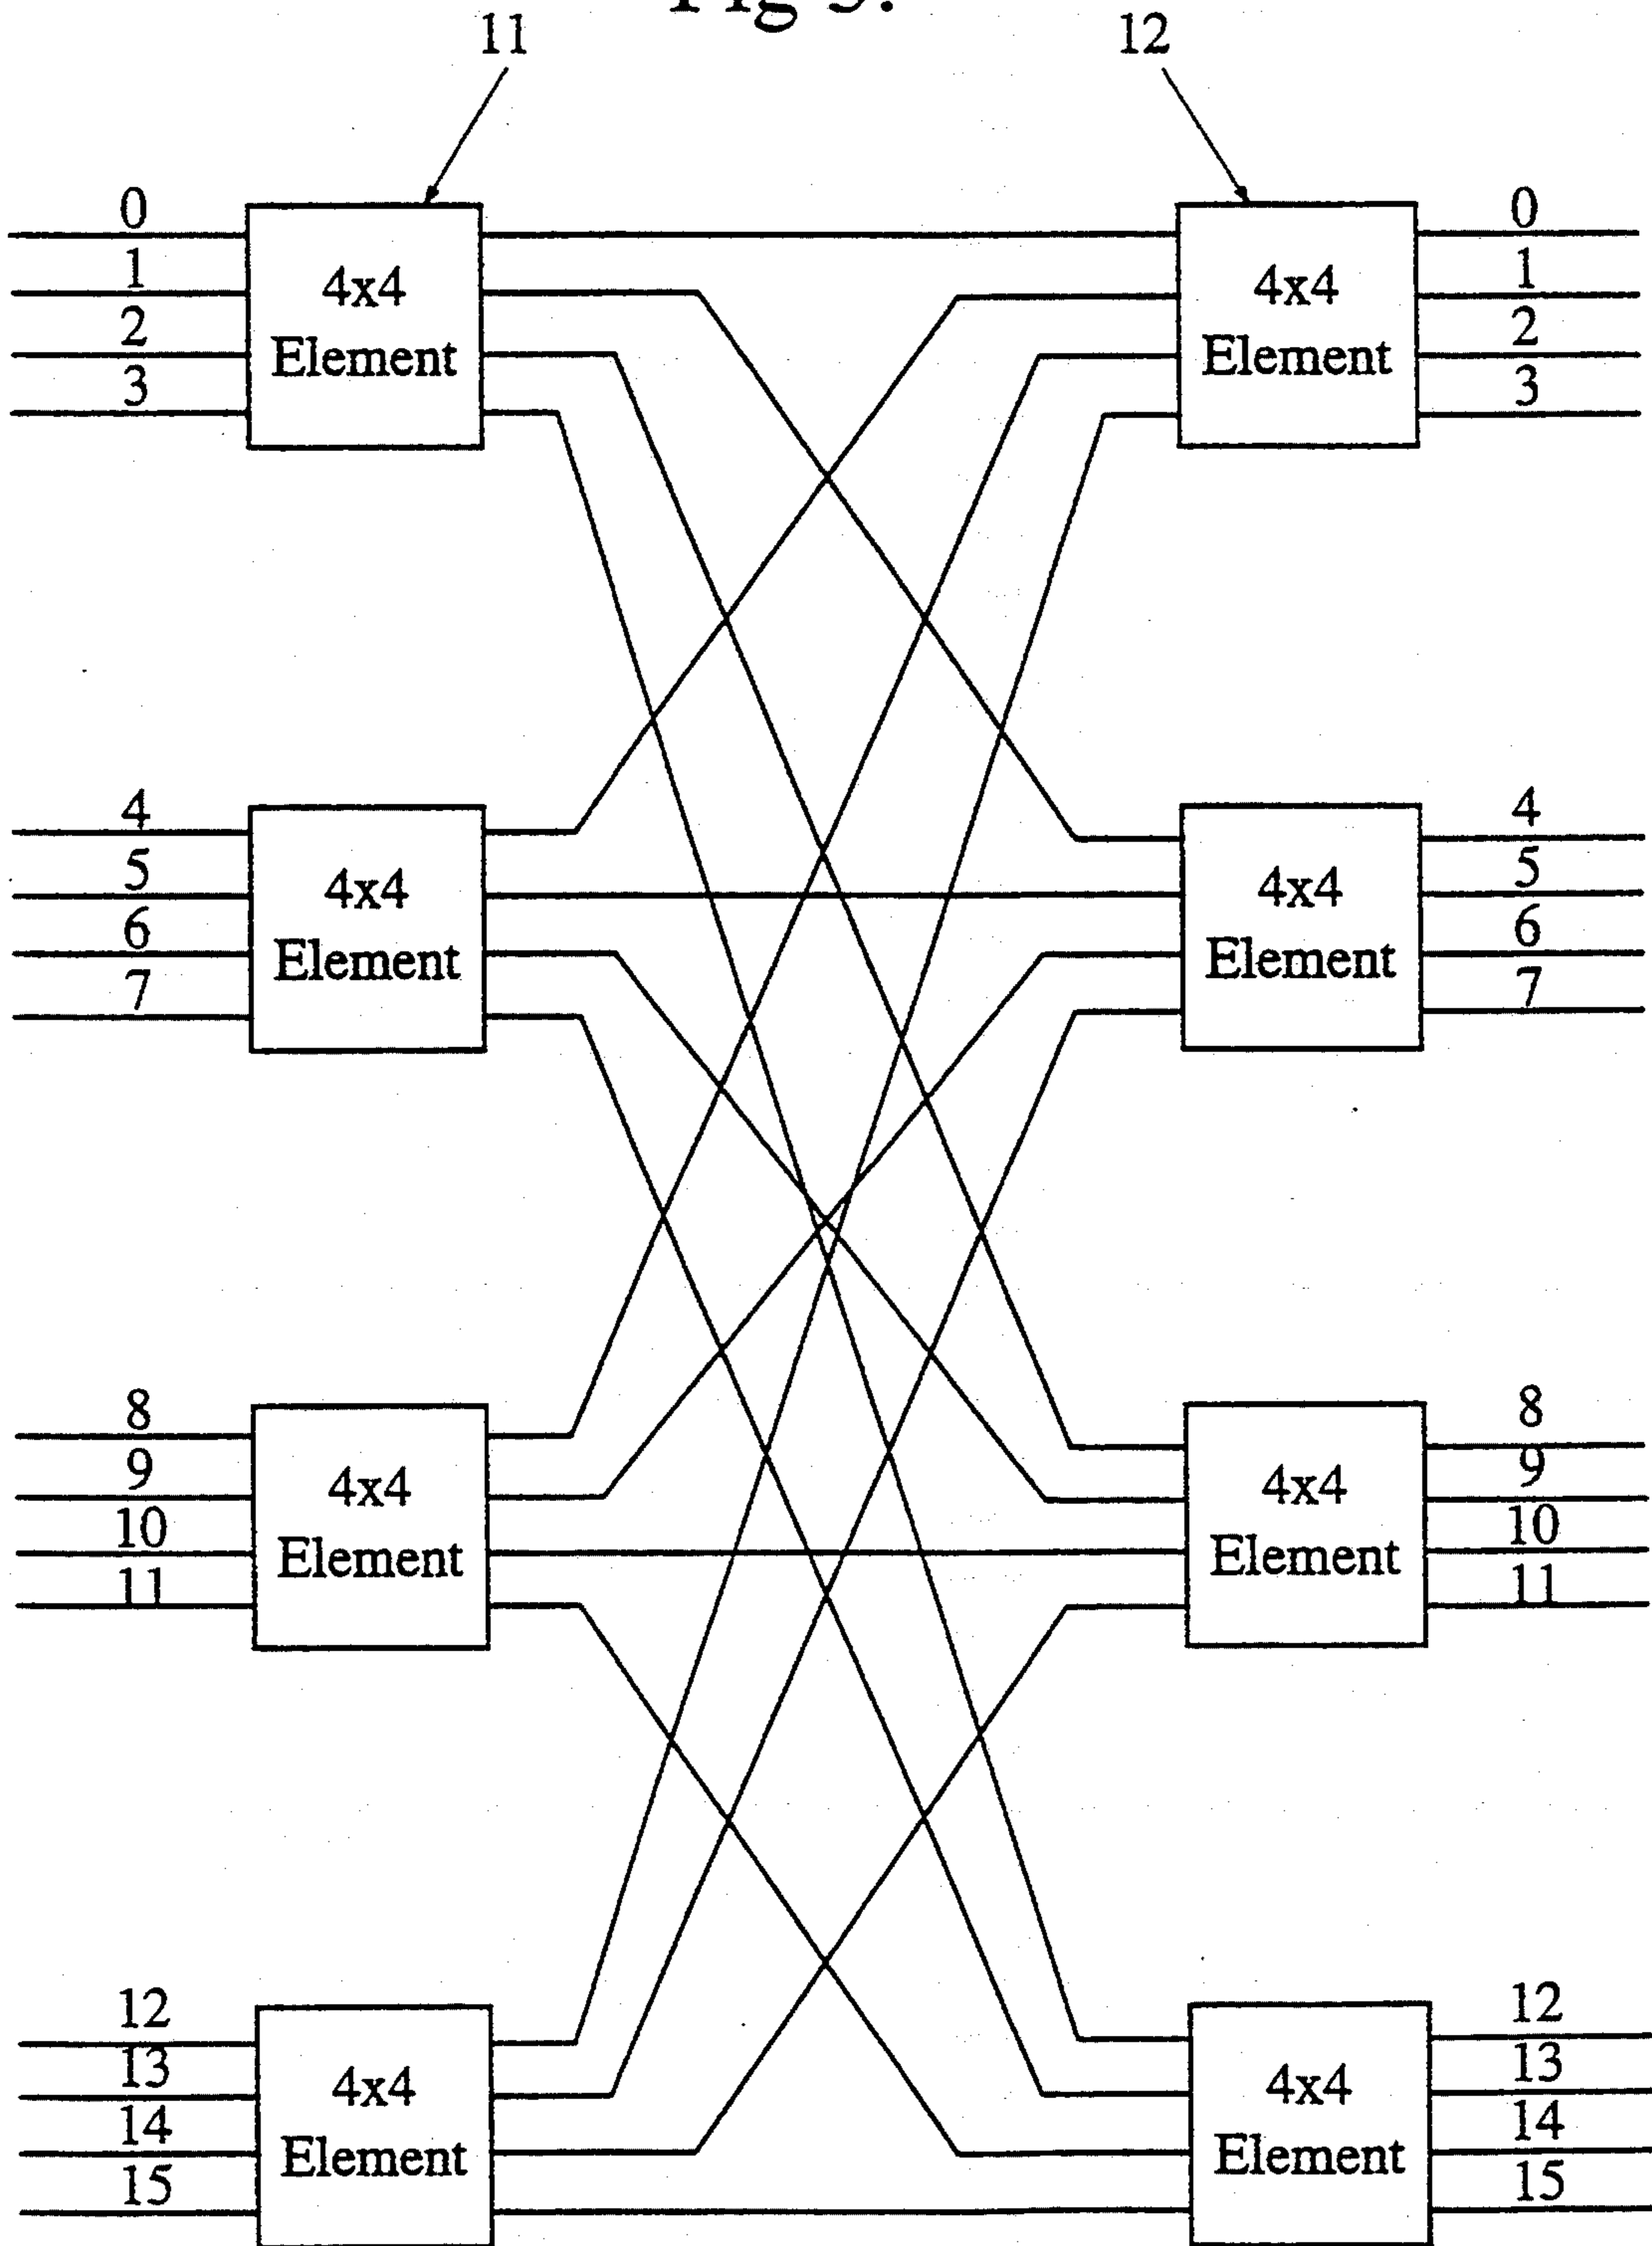 Fig 5.
11 12
0 0
1 4x4 4x4 1
2 Element Element 2
3 3
4 4
5 4x4 4x4 5
6 Element Element 6
7 7
8 8
9 4x4 4x4 9
10 Element Element 10
11 11
12 12
13 4x4 4x4 13
14 Element Element 14
15 15